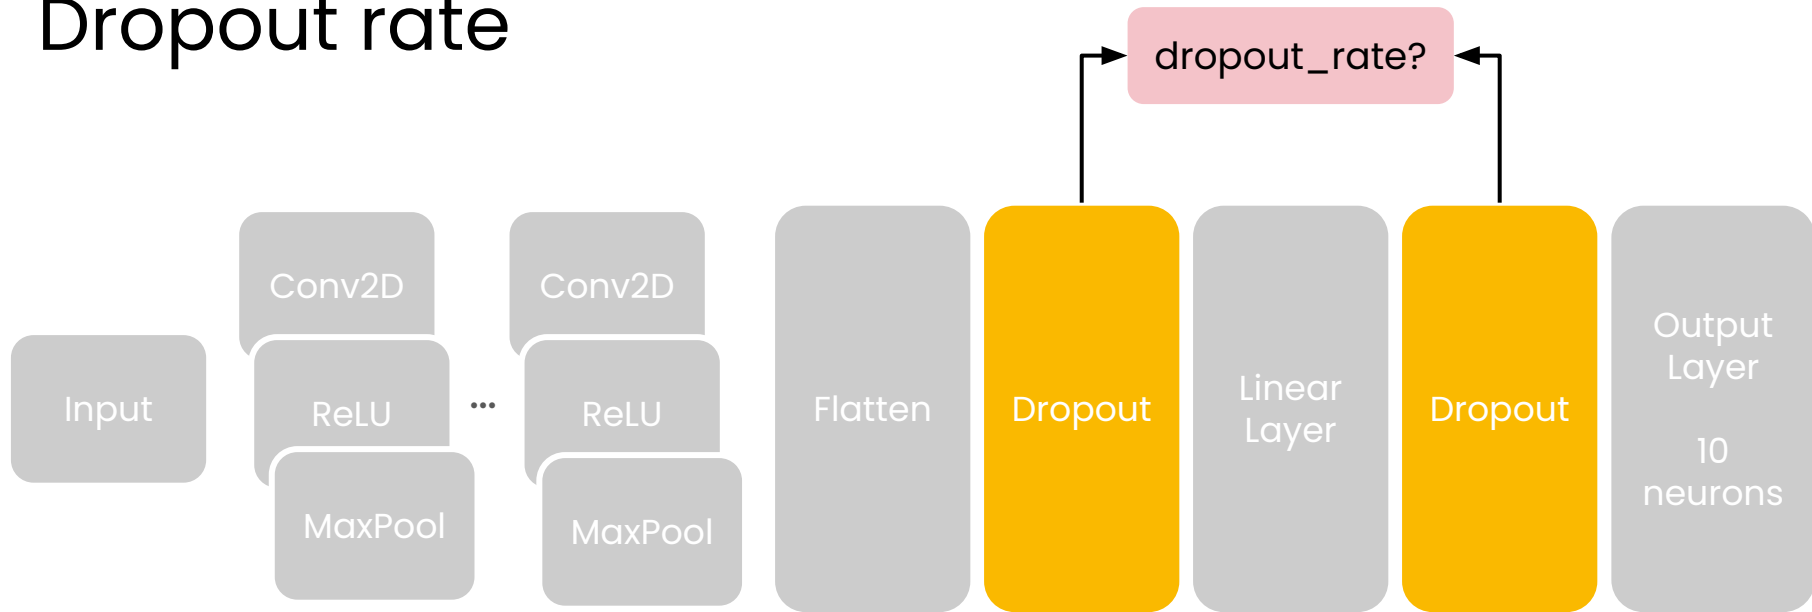 Dropout rate
dropout_rate?
Input
Conv2D
ReLU
MaxPool
...
Conv2D
ReLU
MaxPool
Flatten
Dropout
Linear
Layer
Dropout
Output
Layer
10
neurons